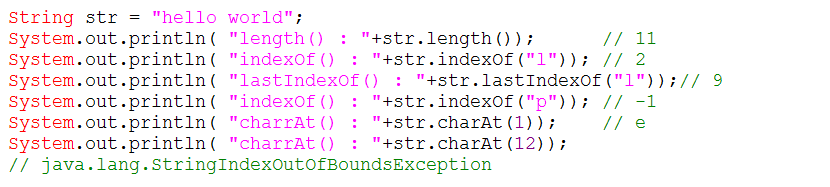 String str = "hello world";
System.out.println( "length() : "+str.length());       // 11
System.out.println( "indexOf() : "+str.indexOf("l")); // 2
System.out.println( "lastIndexOf() : "+str.lastIndexOf("l"));// 9
System.out.println( "indexOf() : "+str.indexOf("p")); // -1
System.out.println( "charrAt() : "+str.charAt(1));     // e
System.out.println( "charrAt() : "+str.charAt(12));
// java.lang.StringIndexOutOfBoundsException